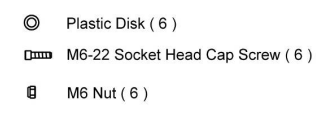 Plastic Disk ( 6 )
M6-22 Socket Head Cap Screw ( 6 )
M6 Nut ( 6 )